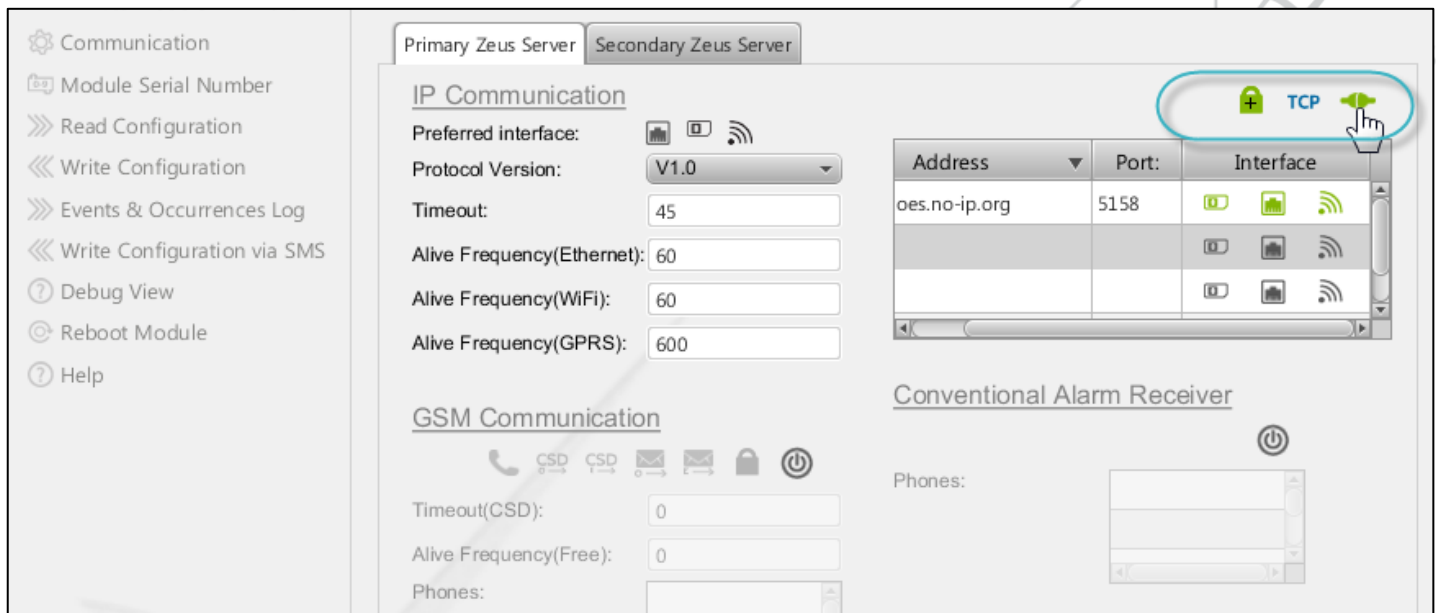 Communication
Module Serial Number
Read Configuration
Write Configuration
Events & Occurrences Log
Write Configuration via SMS
Debug View
Reboot Module
Help
Primary Zeus Server Secondary Zeus Server
IP Communication
TCP
Preferred interface:
Protocol Version: V1.0
Timeout: 45
Alive Frequency(Ethernet): 60
Alive Frequency(WiFi): 60
Alive Frequency(GPRS): 600
Address Port: Interface
oes.no-ip.org 5158
GSM Communication
CSD CSD
Timeout(CSD): 0
Alive Frequency(Free): 0
Phones:
Conventional Alarm Receiver
Phones: